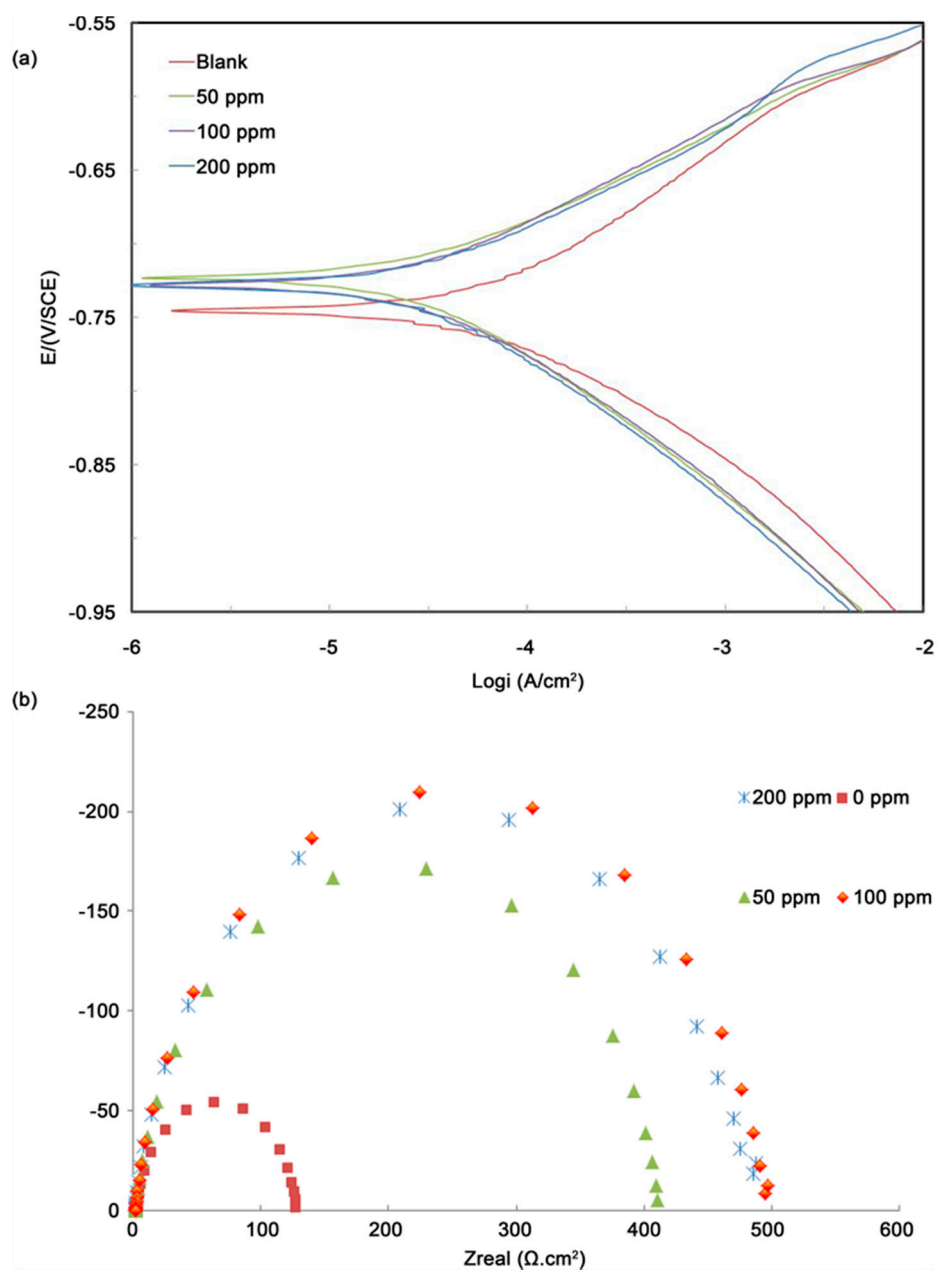 (a)
-0.55
Blank
50 ppm
100 ppm
200 ppm
-0.65
E/(V/SCE)
-0.75
-0.85
-0.95
-6 -5 -4 -3 -2
Logi (A/cm²)
(b)
-250
-200
200 ppm 0 ppm
-150
50 ppm 100 ppm
-100
-50
0
0 100 200 300 400 500 600
Zreal (Ω.cm²)